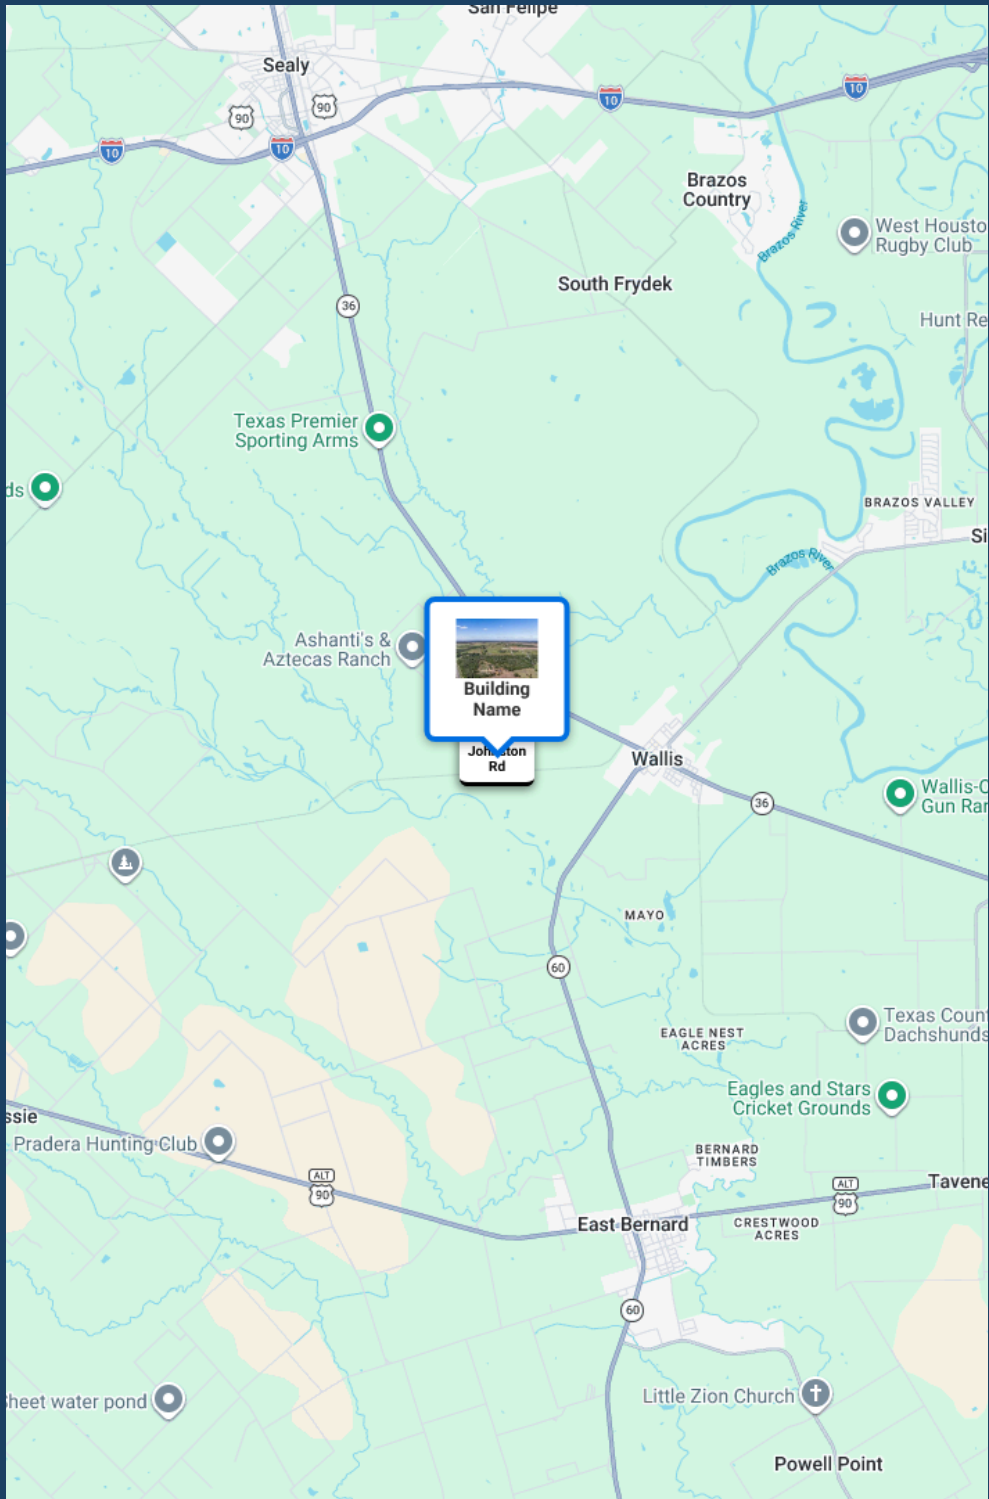 San Felipe
Sealy
90
90
10
10
10
10
Brazos
Country
Brazos River
West Housto
Rugby Club
South Frydek
36
Hunt Re
Texas Premier
Sporting Arms
ds
BRAZOS VALLEY
Si
Brazos River
Ashanti's &
Aztecas Ranch
Building
Name
Johnston
Rd
Wallis
Wallis-O
Gun Ran
36
MAYO
60
Texas Count
Dachshunds
EAGLE NEST
ACRES
Eagles and Stars
Cricket Grounds
ssie
Pradera Hunting Club
BERNARD
TIMBERS
ALT
90
ALT
90
Tavene
East Bernard
CRESTWOOD
ACRES
60
Sheet water pond
Little Zion Church
Powell Point